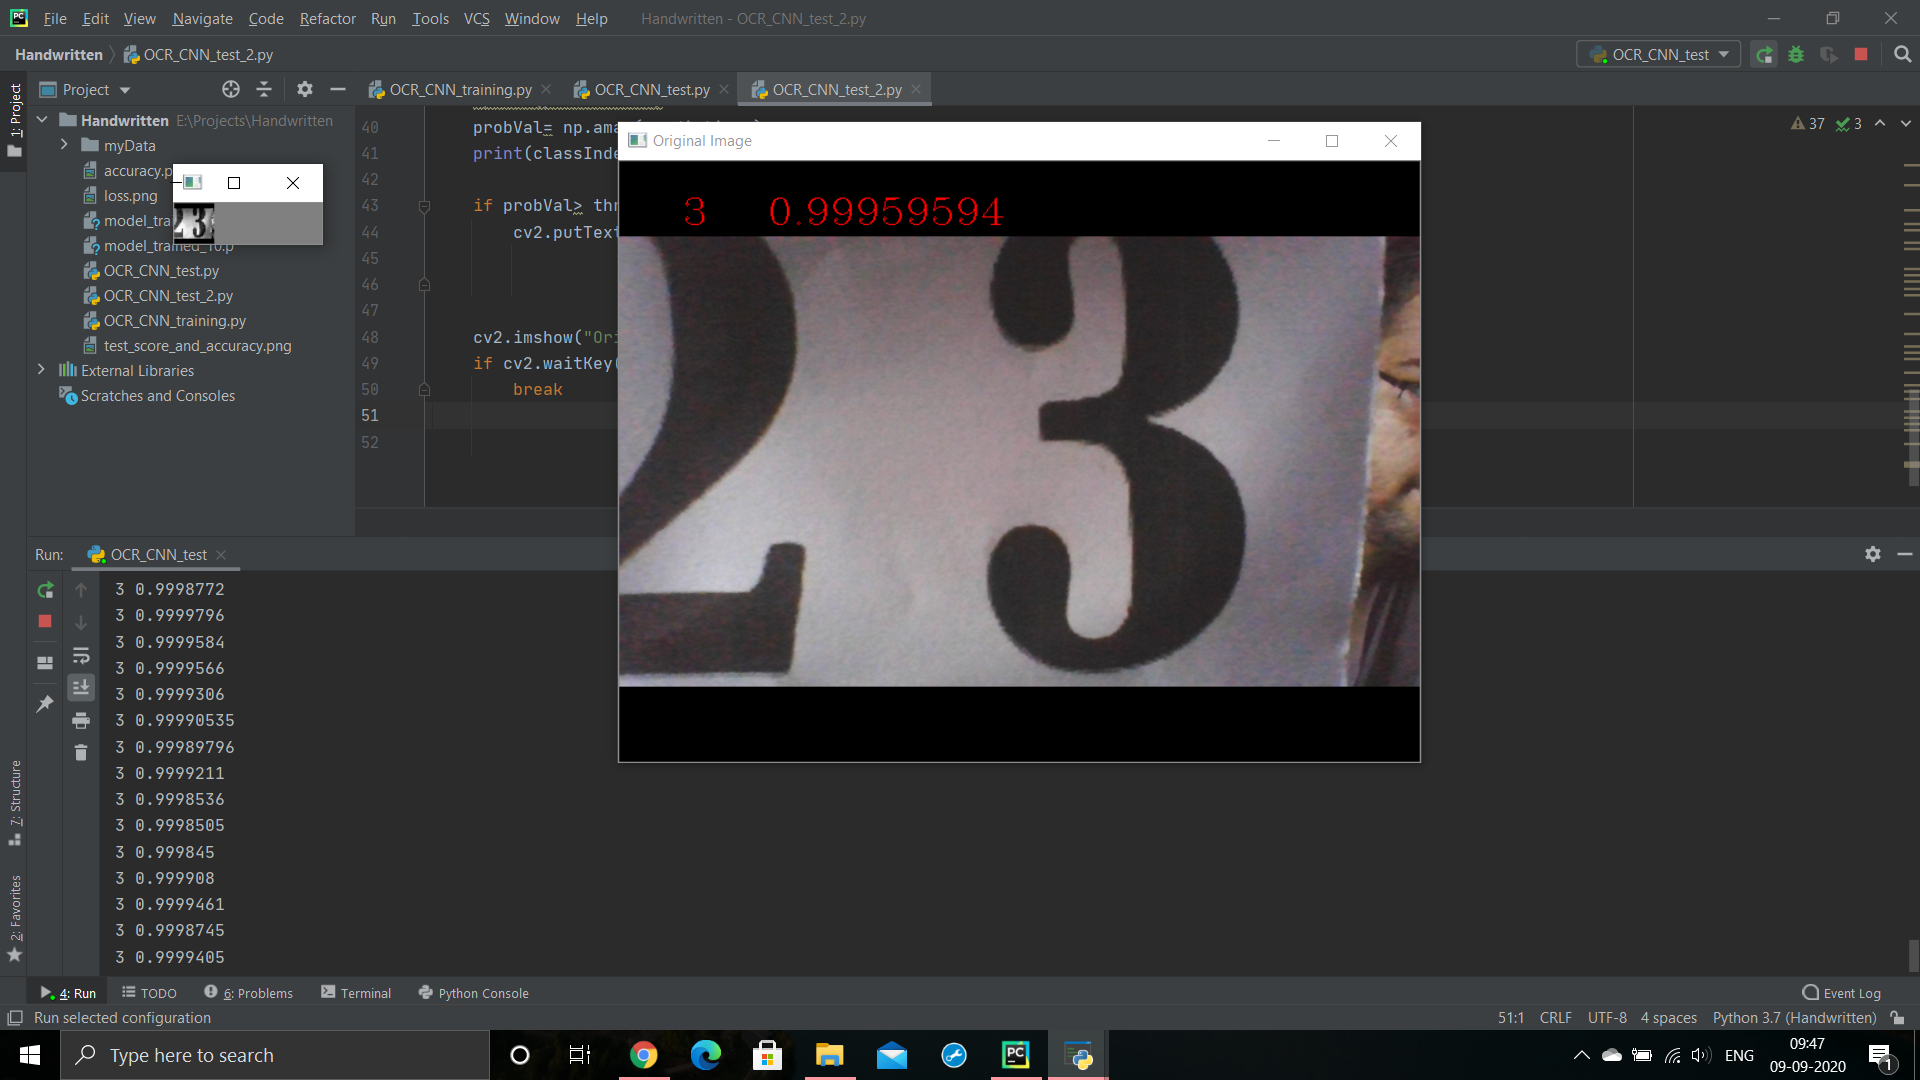 File Edit View Navigate Code Refactor Run Tools VCS Window Help Handwritten - OCR_CNN_test_2.py
Handwritten OCR_CNN_test_2.py OCR_CNN_test
1: Project
Project OCR_CNN_training.py OCR_CNN_test.py OCR_CNN_test_2.py
Handwritten E:\Projects\Handwritten
myData
accuracy.p
loss.png
model_tra
model_trained_10.p
OCR_CNN_test.py
OCR_CNN_test_2.py
OCR_CNN_training.py
test_score_and_accuracy.png
External Libraries
Scratches and Consoles
23
40 probVal= np.ama
41 print(classInde
42
43 if probVal> thr
44 cv2.putText
45
46
47
48 cv2.imshow("Ori
49 if cv2.waitKey(
50 break
51
52
37 3
Original Image
3 0.99959594
2 3
Run: OCR_CNN_test
3 0.9998772
3 0.9999796
3 0.9999584
3 0.9999566
3 0.9999306
3 0.99990535
3 0.99989796
3 0.9999211
3 0.9998536
3 0.9998505
3 0.999845
3 0.999908
3 0.9999461
3 0.9998745
3 0.9999405
7: Structure
2: Favorites
4: Run TODO 6: Problems Terminal Python Console Event Log
Run selected configuration 51:1 CRLF UTF-8 4 spaces Python 3.7 (Handwritten)
Type here to search
PC
ENG
09:47
09-09-2020
1